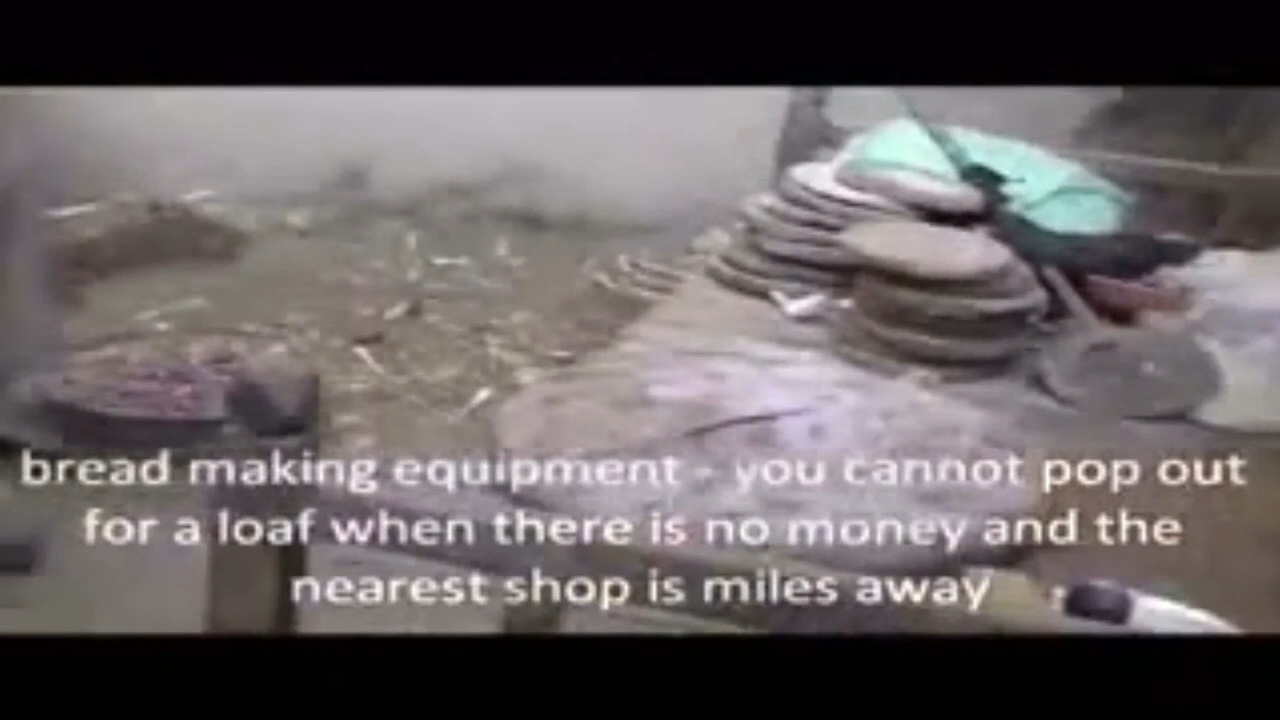 bread making equipment - you cannot pop out
for a loaf when there is no money and the
nearest shop is miles away